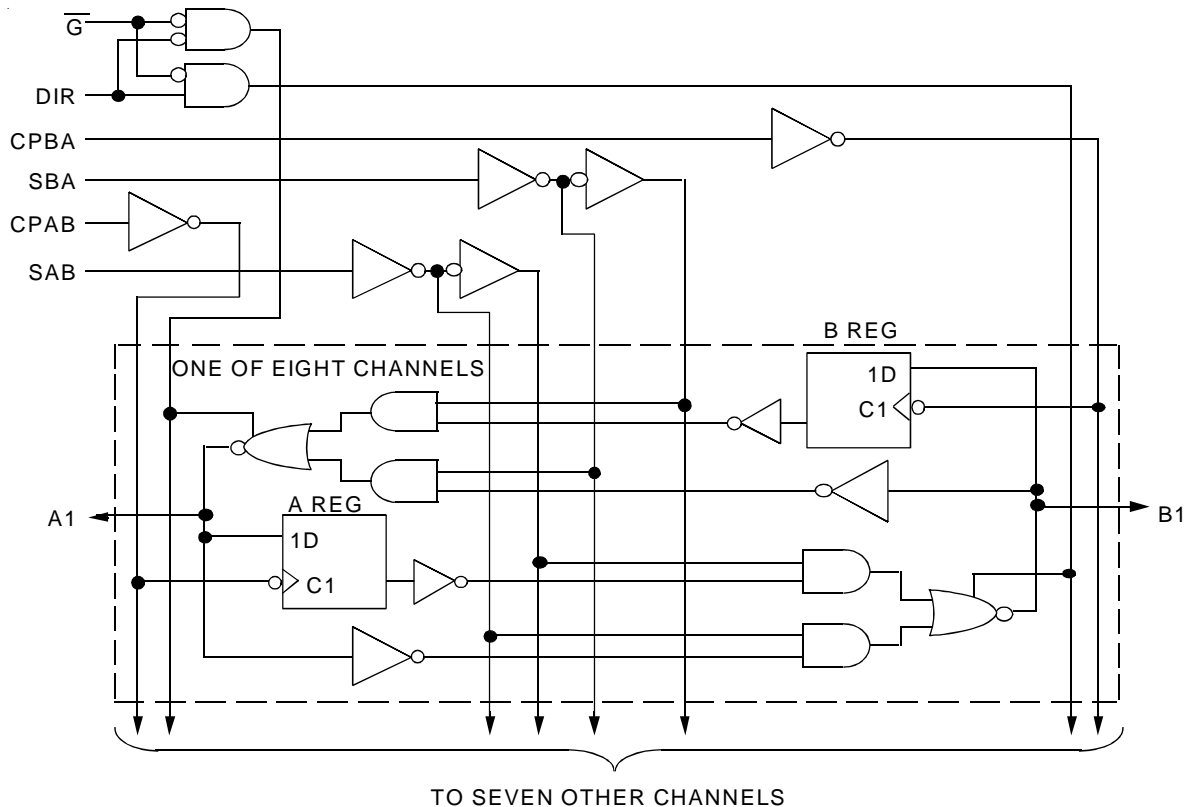 G
DIR
CPBA
SBA
CPAB
SAB
B REG
ONE OF EIGHT CHANNELS
1D
C1
A REG
A1
1D
B1
C1
TO SEVEN OTHER CHANNELS